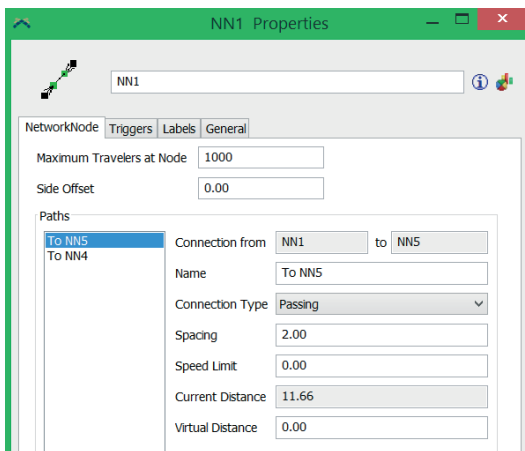 NN1 Properties
NN1
NetworkNode Triggers Labels General
Maximum Travelers at Node 1000
Side Offset 0.00
Paths
To NN5
To NN4
Connection from NN1 to NN5
Name To NN5
Connection Type Passing
Spacing 2.00
Speed Limit 0.00
Current Distance 11.66
Virtual Distance 0.00